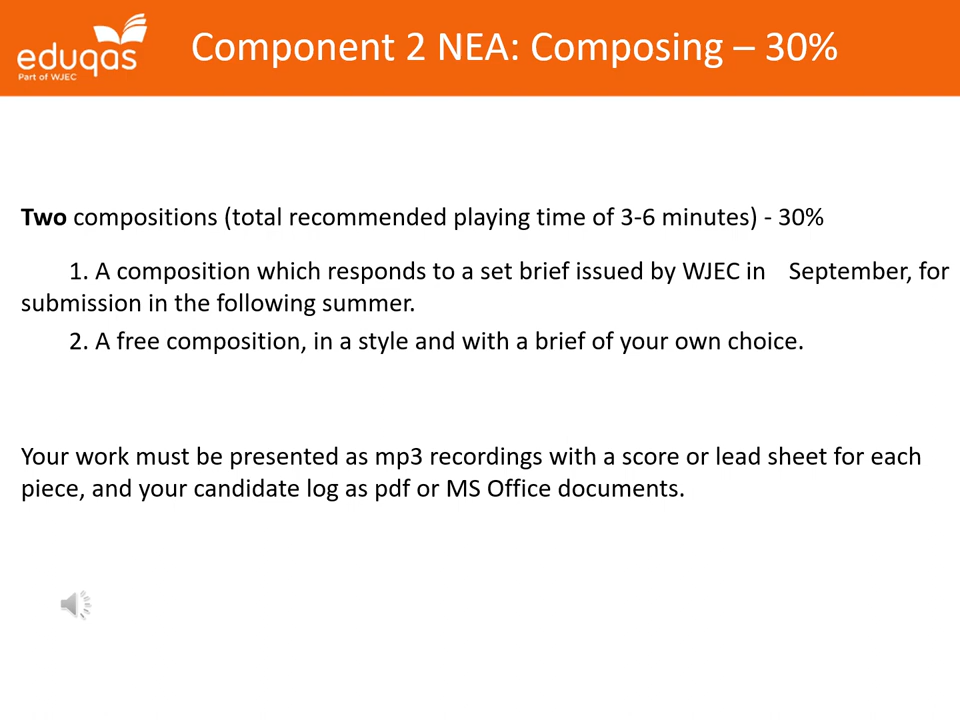 eduqas
Part of WJEC
Component 2 NEA: Composing – 30%
Two compositions (total recommended playing time of 3-6 minutes) - 30%
1. A composition which responds to a set brief issued by WJEC in September, for
submission in the following summer.
2. A free composition, in a style and with a brief of your own choice.
Your work must be presented as mp3 recordings with a score or lead sheet for each
piece, and your candidate log as pdf or MS Office documents.